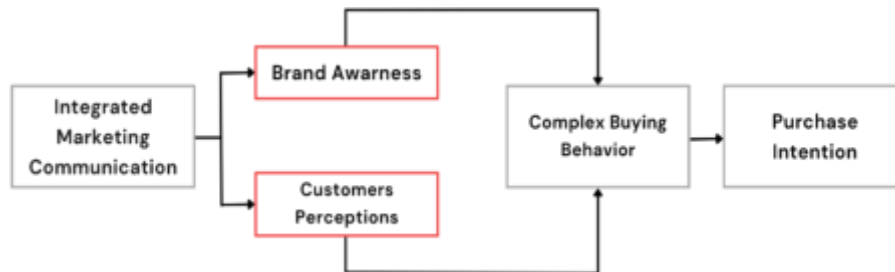 Integrated
Marketing
Communication
Brand Awarness
Customers
Perceptions
Complex Buying
Behavior
Purchase
Intention